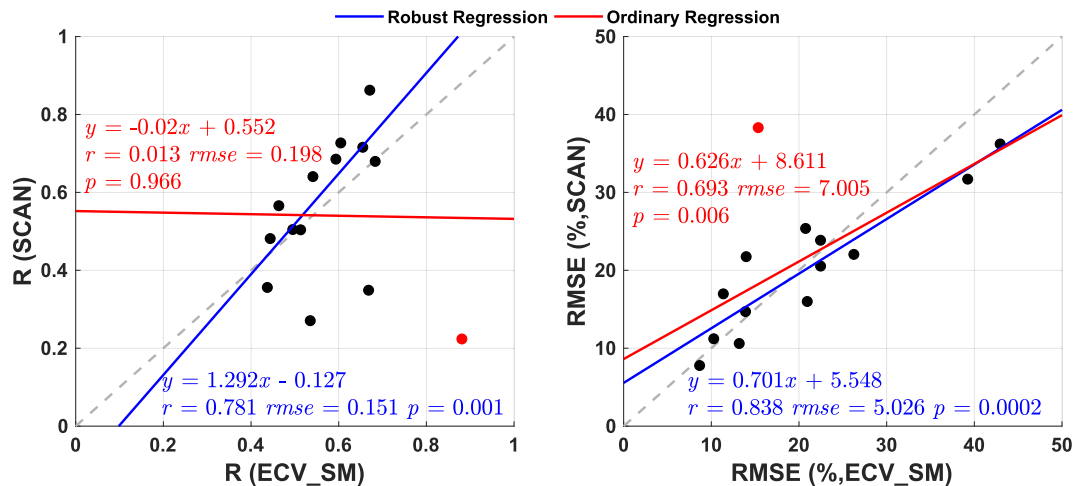 Robust Regression Ordinary Regression
1
0.8
0.6
0.4
0.2
0
R (SCAN)
y = -0.02x + 0.552
r = 0.013 rmse = 0.198
p = 0.966
y = 1.292x - 0.127
r = 0.781 rmse = 0.151 p = 0.001
0 0.2 0.4 0.6 0.8 1
R (ECV_SM)
50
40
30
20
10
0
RMSE (%,SCAN)
y = 0.626x + 8.611
r = 0.693 rmse = 7.005
p = 0.006
y = 0.701x + 5.548
r = 0.838 rmse = 5.026 p = 0.0002
0 10 20 30 40 50
RMSE (%,ECV_SM)